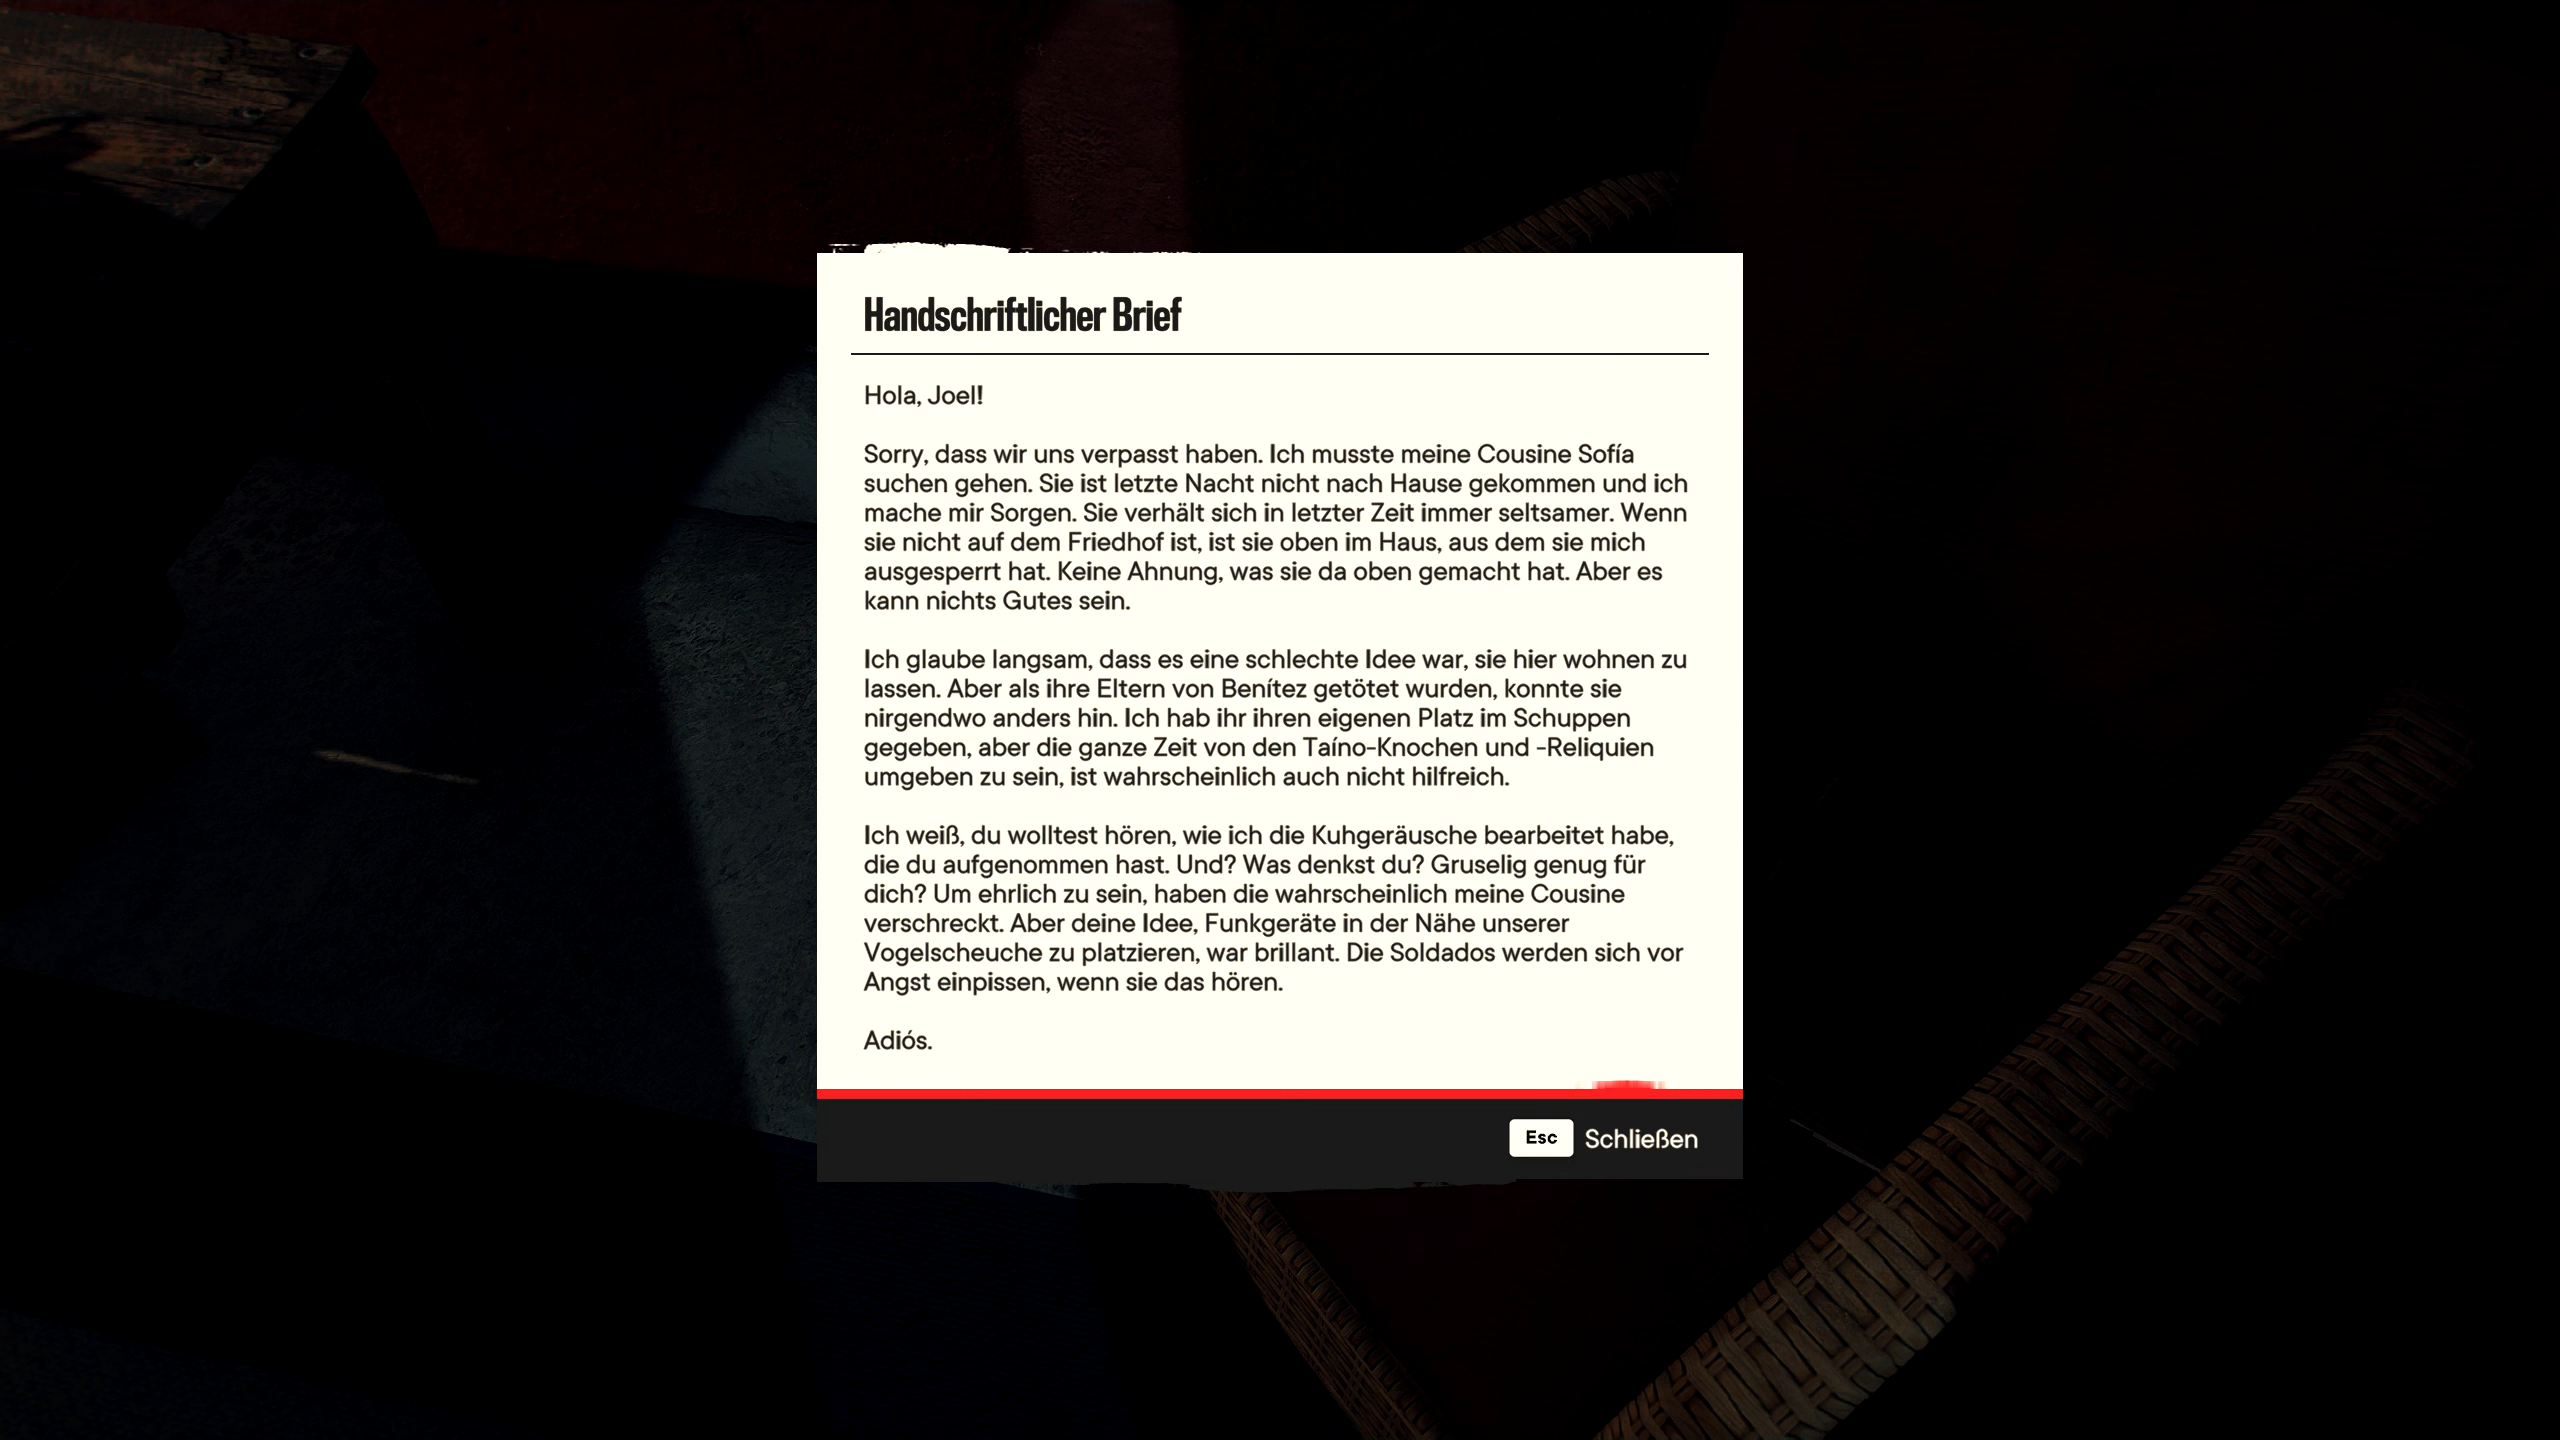 Handschriftlicher Brief
Hola, Joel!
Sorry, dass wir uns verpasst haben. Ich musste meine Cousine Sofía
suchen gehen. Sie ist letzte Nacht nicht nach Hause gekommen und ich
mache mir Sorgen. Sie verhält sich in letzter Zeit immer seltsamer. Wenn
sie nicht auf dem Friedhof ist, ist sie oben im Haus, aus dem sie mich
ausgesperrt hat. Keine Ahnung, was sie da oben gemacht hat. Aber es
kann nichts Gutes sein.
Ich glaube langsam, dass es eine schlechte Idee war, sie hier wohnen zu
lassen. Aber als ihre Eltern von Benítez getötet wurden, konnte sie
nirgendwo anders hin. Ich hab ihr ihren eigenen Platz im Schuppen
gegeben, aber die ganze Zeit von den Taíno-Knochen und -Reliquien
umgeben zu sein, ist wahrscheinlich auch nicht hilfreich.
Ich weiß, du wolltest hören, wie ich die Kuhgeräusche bearbeitet habe,
die du aufgenommen hast. Und? Was denkst du? Gruselig genug für
dich? Um ehrlich zu sein, haben die wahrscheinlich meine Cousine
verschreckt. Aber deine Idee, Funkgeräte in der Nähe unserer
Vogelscheuche zu platzieren, war brillant. Die Soldados werden sich vor
Angst einpissen, wenn sie das hören.
Adiós.
Esc Schließen